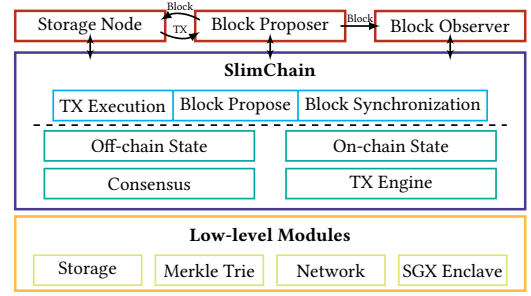 Block
Storage Node
TX
Block Proposer
Block
Block Observer
SlimChain
TX Execution
Block Propose
Block Synchronization
Off-chain State
On-chain State
Consensus
TX Engine
Low-level Modules
Storage
Merkle Trie
Network
SGX Enclave